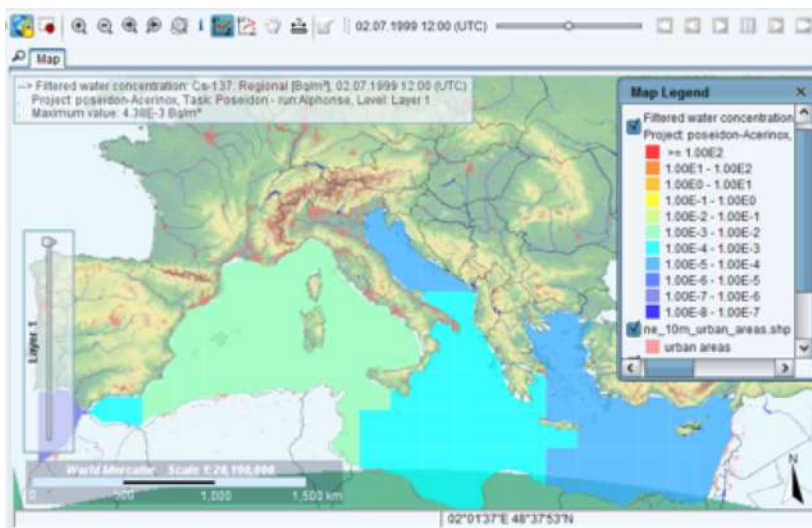 02.07.1999 12:00 (UTC)
Map
--> Filtered water concentration: Cs-137: Regional [Bq/m³], 02.07.1999 12:00 (UTC)
Project: poseidon-Acerinox, Task: Poseidon - run:Alphonse, Level: Layer 1
Maximum value: 4.38E-3 Bq/m³
Map Legend
Filtered water concentration
Project: poseidon-Acerinox,
>= 1.00E2
1.00E1 - 1.00E2
1.00E0 - 1.00E1
1.00E-1 - 1.00E0
1.00E-2 - 1.00E-1
1.00E-3 - 1.00E-2
1.00E-4 - 1.00E-3
1.00E-5 - 1.00E-4
1.00E-6 - 1.00E-5
1.00E-7 - 1.00E-6
1.00E-8 - 1.00E-7
ne_10m_urban_areas.shp
urban areas
Layer 1
World Mercator Scale 1:20,190,000
0 500 1,000 1,500 km
N
02°01'37"E 48°37'53"N